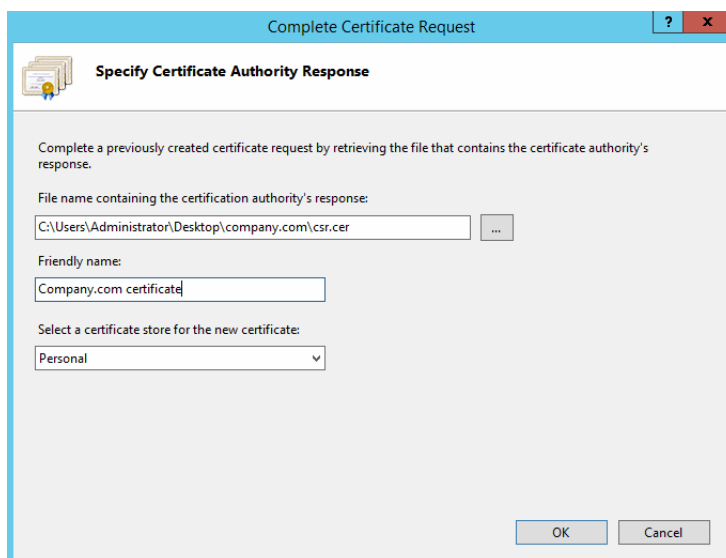 Complete Certificate Request
? x
Specify Certificate Authority Response
Complete a previously created certificate request by retrieving the file that contains the certificate authority's
response.
File name containing the certification authority's response:
C:\Users\Administrator\Desktop\company.com\csr.cer
...
Friendly name:
Company.com certificate
Select a certificate store for the new certificate:
Personal
OK Cancel